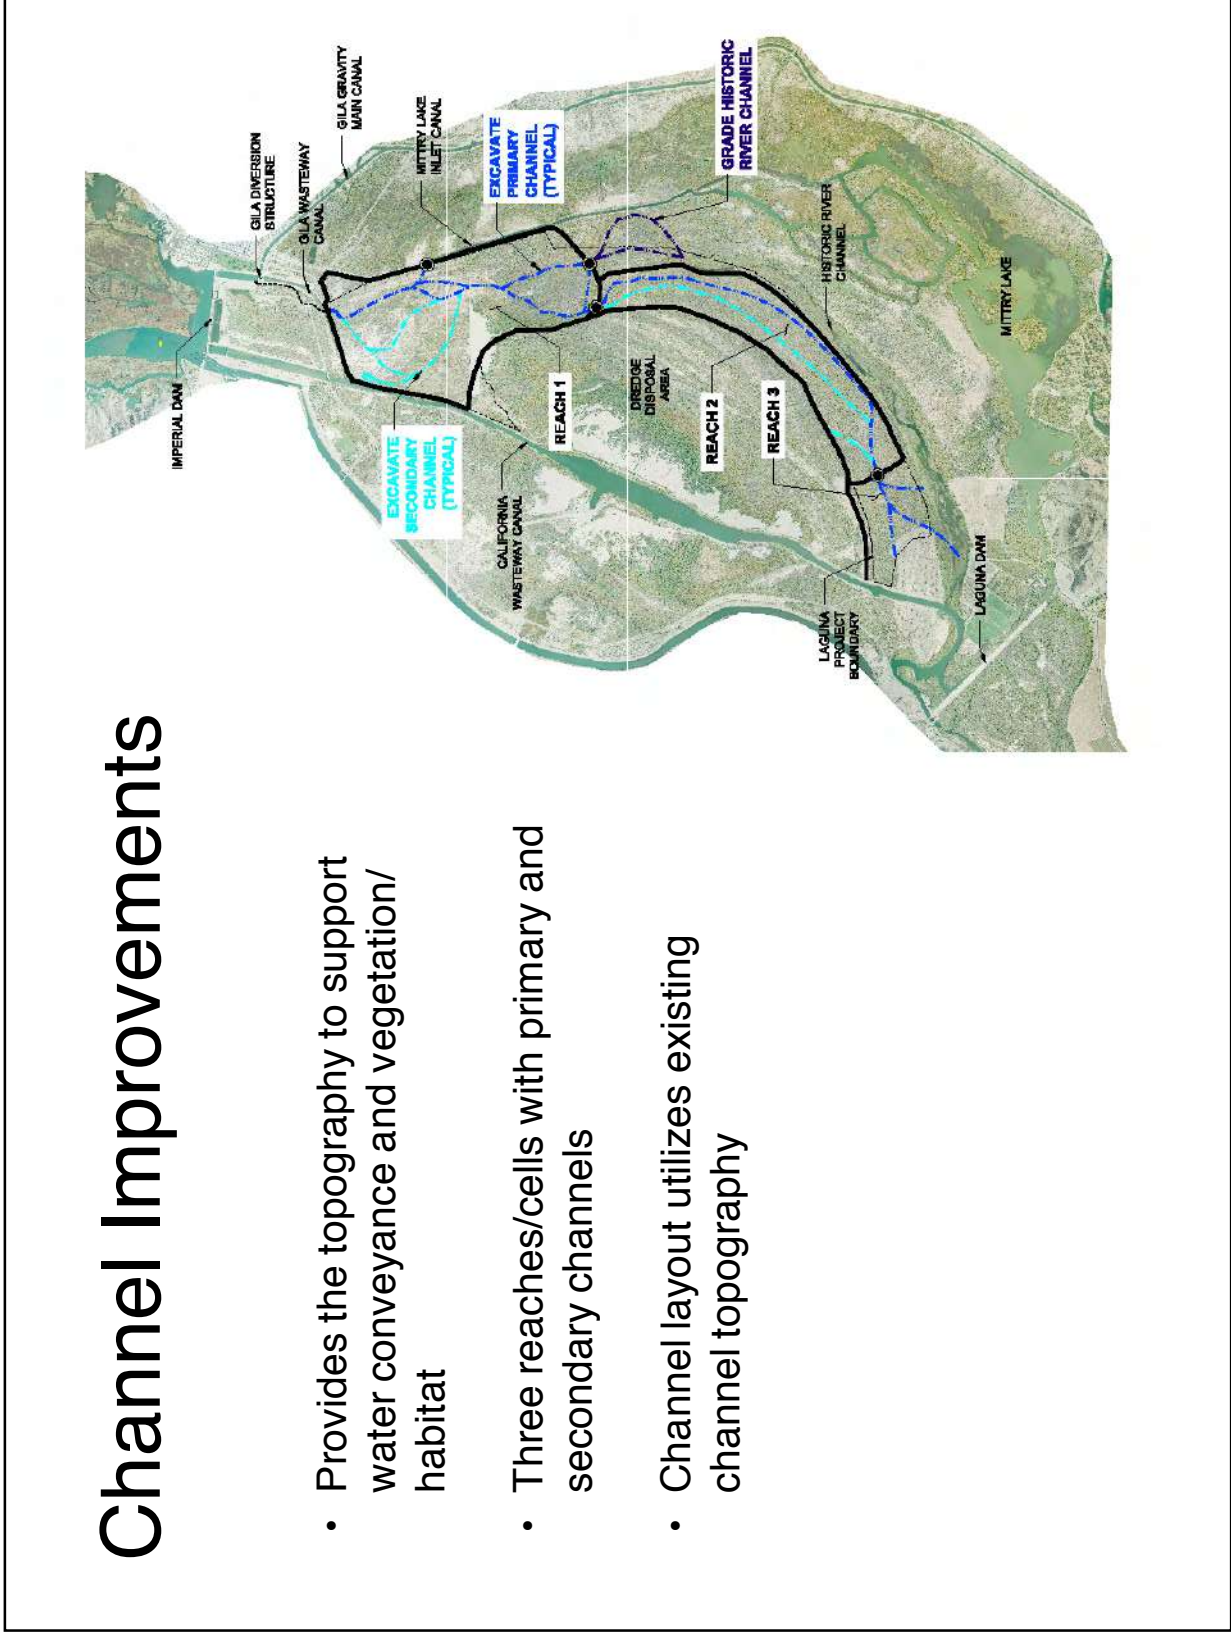 Channel Improvements
• Provides the topography to support
water conveyance and vegetation/
habitat
• Three reaches/cells with primary and
secondary channels
• Channel layout utilizes existing
channel topography
IMPERIAL DAM
GILA DIVERSION
STRUCTURE
GILA WASTEWAY
CANAL
GILA GRAVITY
MAIN CANAL
MITTRY LAKE
INLET CANAL
EXCAVATE
PRIMARY
CHANNEL
(TYPICAL)
GRADE HISTORIC
RIVER CHANNEL
EXCAVATE
SECONDARY
CHANNEL
(TYPICAL)
CALIFORNIA
WASTEWAY CANAL
REACH 1
DREDGE
DISPOSAL
AREA
REACH 2
REACH 3
HISTORIC RIVER
CHANNEL
MITTRY LAKE
LAGUNA
PROJECT
BOUNDARY
LAGUNA DAM